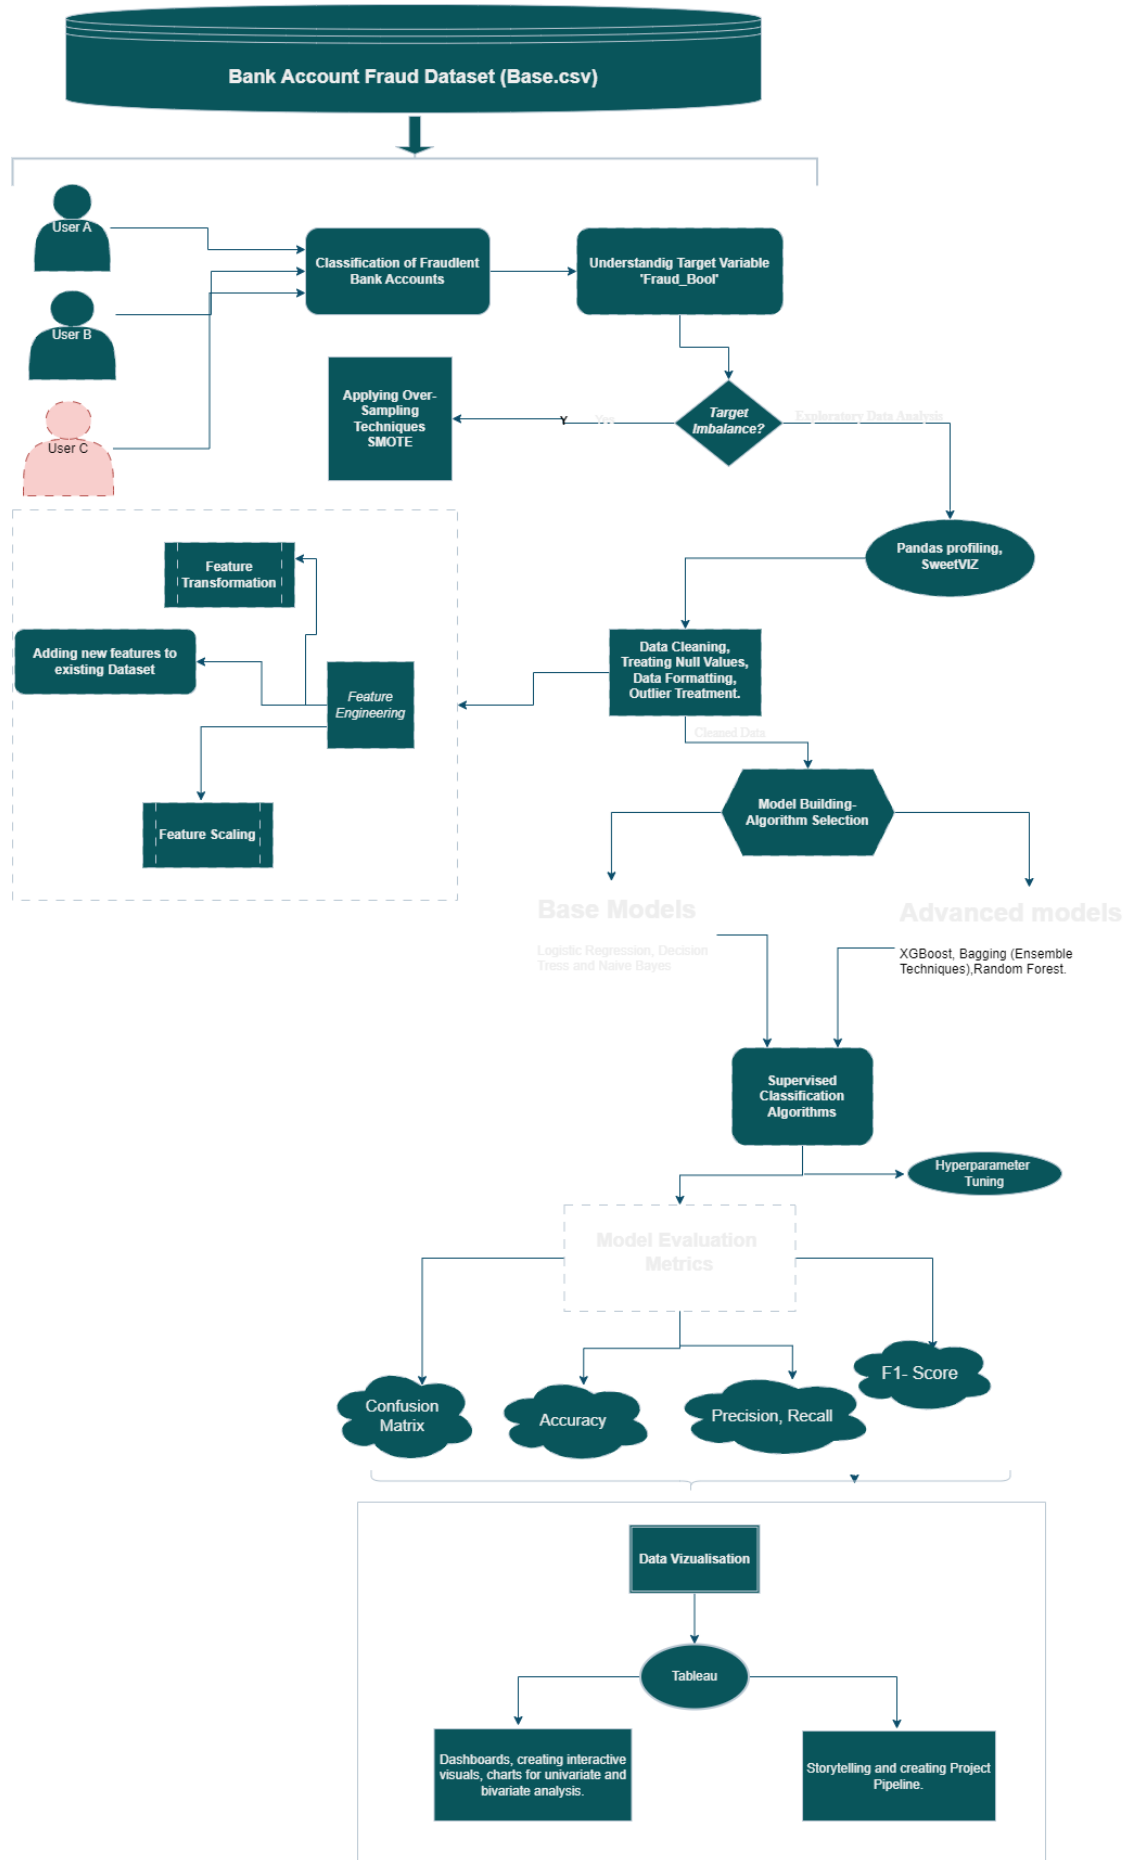 Bank Account Fraud Dataset (Base.csv)
User A
Classification of Fraudlent
Bank Accounts
Understandig Target Variable
'Fraud_Bool'
User B
User C
Applying Over-
Sampling
Techniques
SMOTE
Y
Yes
Target
Imbalance?
Exploratory Data Analysis
Pandas profiling,
SweetVIZ
Feature
Transformation
Adding new features to
existing Dataset
Feature
Engineering
Feature Scaling
Data Cleaning,
Treating Null Values,
Data Formatting,
Outlier Treatment.
Cleaned Data
Model Building-
Algorithm Selection
Base Models
Logistic Regression, Decision
Tress and Naive Bayes
Advanced models
XGBoost, Bagging (Ensemble
Techniques),Random Forest.
Supervised
Classification
Algorithms
Hyperparameter
Tuning
Model Evaluation
Metrics
Confusion
Matrix
Accuracy
Precision, Recall
F1- Score
Data Vizualisation
Tableau
Dashboards, creating interactive
visuals, charts for univariate and
bivariate analysis.
Storytelling and creating Project
Pipeline.